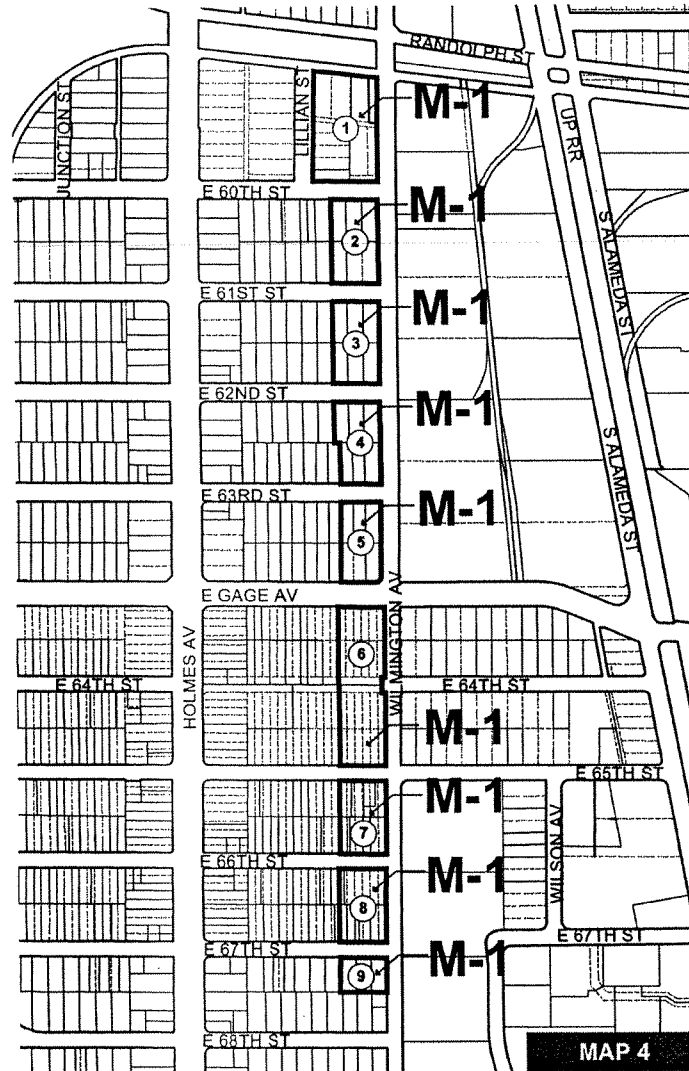 RANDOLPH ST
JUNCTION ST
LILLIAN S
M-1
1
UP RR
E 60TH ST
M-1
2
S ALAMEDA ST
E 61ST ST
M-1
3
E 62ND ST
M-1
4
S ALAMEDA ST
E 63RD ST
M-1
5
E GAGE AV
HOLMES AV
WILMINGTON AV
6
E 64TH ST
E 64TH ST
M-1
E 65TH ST
M-1
7
E 66TH ST
WILSON AV
M-1
8
E 67TH ST
E 67TH ST
M-1
9
E 68TH ST
MAP 4